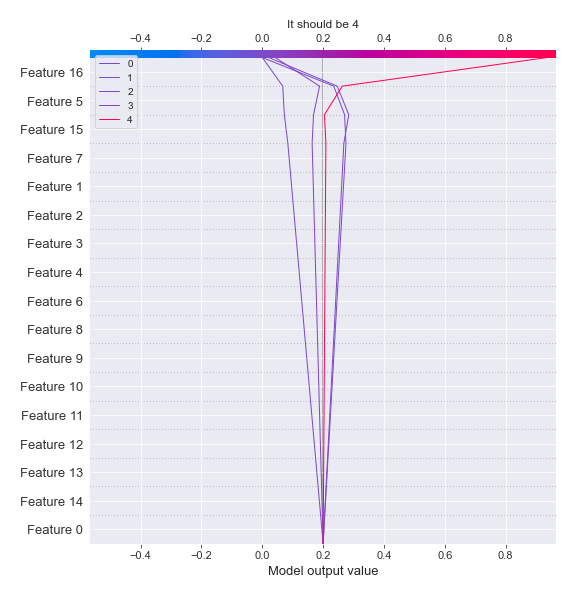 It should be 4
−0.4 −0.2 0.0 0.2 0.4 0.6 0.8
0
1
2
3
4
Feature 16
Feature 5
Feature 15
Feature 7
Feature 1
Feature 2
Feature 3
Feature 4
Feature 6
Feature 8
Feature 9
Feature 10
Feature 11
Feature 12
Feature 13
Feature 14
Feature 0
−0.4 −0.2 0.0 0.2 0.4 0.6 0.8
Model output value